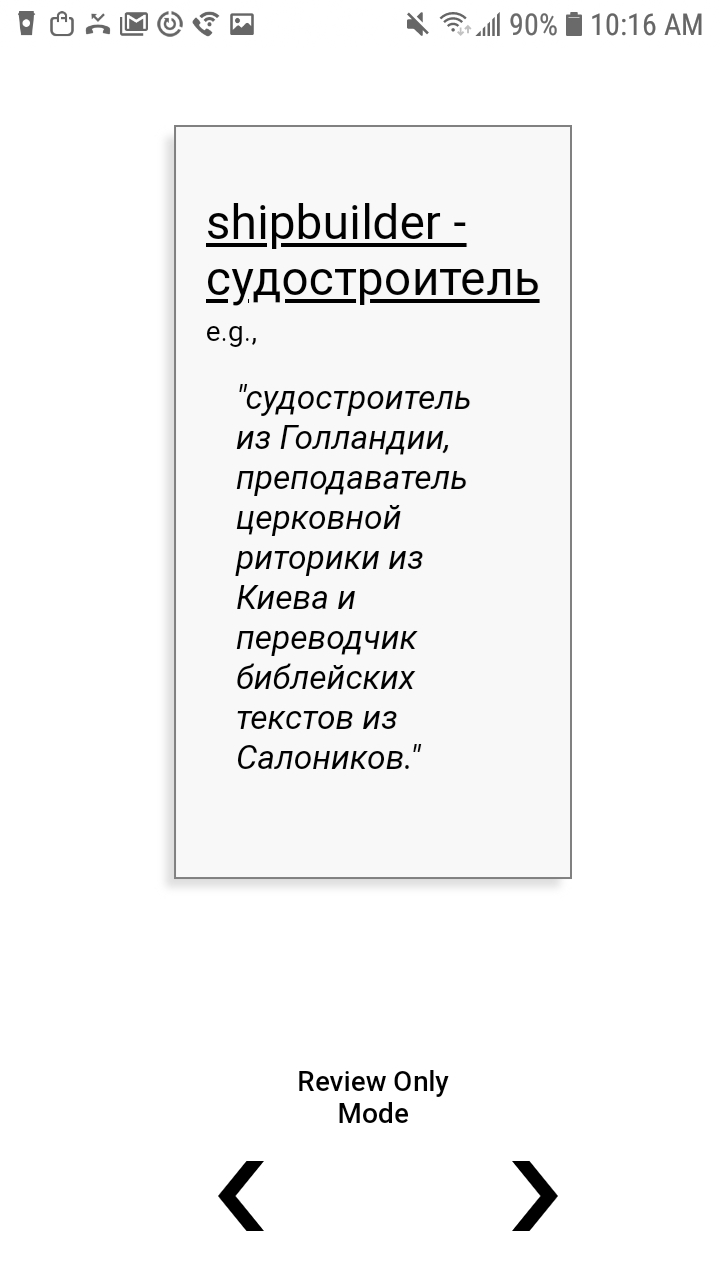 90% 10:16 AM
shipbuilder -
судостроитель
e.g.,
"судостроитель
из Голландии,
преподаватель
церковной
риторики из
Киева и
переводчик
библейских
текстов из
Салоников."
Review Only
Mode